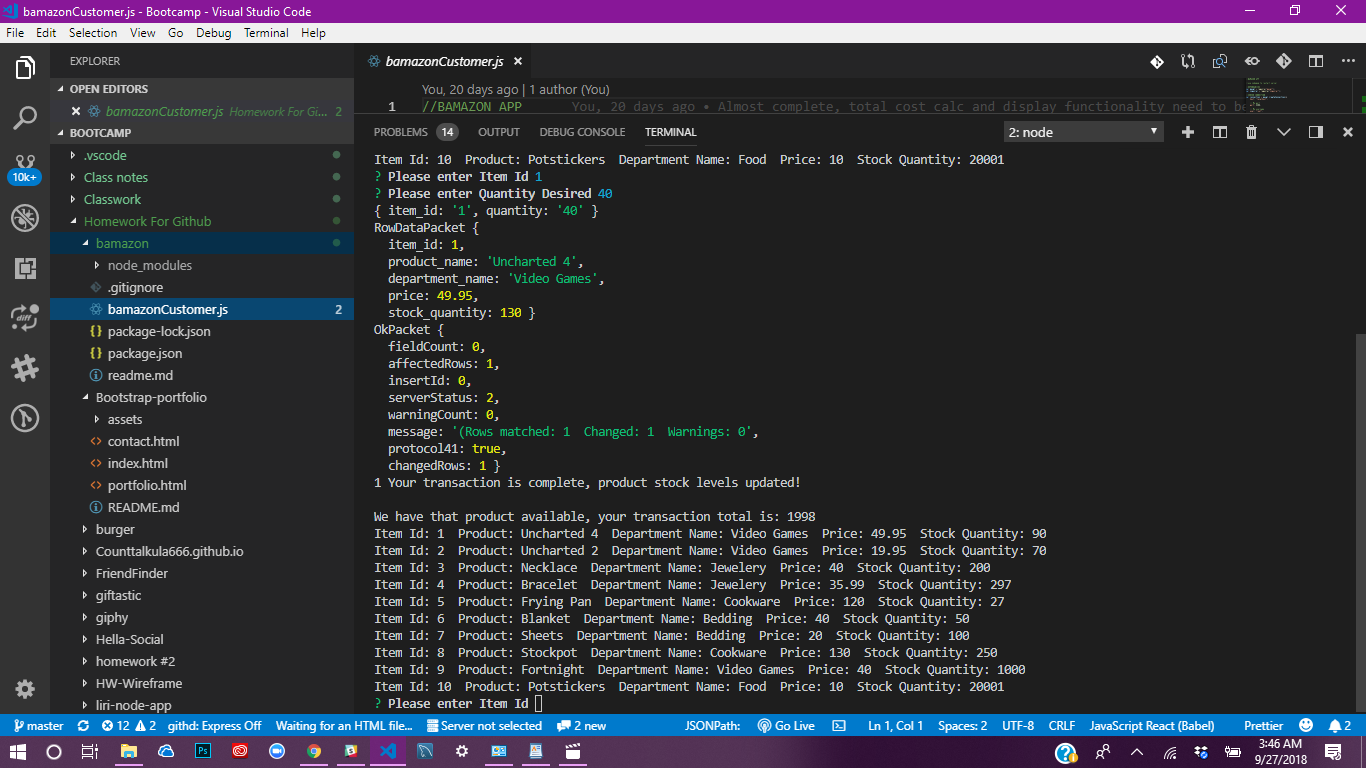 bamazonCustomer.js - Bootcamp - Visual Studio Code
File Edit Selection View Go Debug Terminal Help
EXPLORER
OPEN EDITORS
bamazonCustomer.js Homework For Gi... 2
BOOTCAMP
.vscode
Class notes
Classwork
Homework For Github
bamazon
node_modules
.gitignore
bamazonCustomer.js 2
package-lock.json
package.json
readme.md
Bootstrap-portfolio
assets
contact.html
index.html
portfolio.html
README.md
burger
Counttalkula666.github.io
FriendFinder
giftastic
giphy
Hella-Social
homework #2
HW-Wireframe
liri-node-app
10k+
diff
bamazonCustomer.js
You, 20 days ago | 1 author (You)
1 //BAMAZON APP You, 20 days ago • Almost complete, total cost calc and display functionality need to be
PROBLEMS 14 OUTPUT DEBUG CONSOLE TERMINAL 2: node
Item Id: 10 Product: Potstickers Department Name: Food Price: 10 Stock Quantity: 20001
? Please enter Item Id 1
? Please enter Quantity Desired 40
{ item_id: '1', quantity: '40' }
RowDataPacket {
item_id: 1,
product_name: 'Uncharted 4',
department_name: 'Video Games',
price: 49.95,
stock_quantity: 130 }
OkPacket {
fieldCount: 0,
affectedRows: 1,
insertId: 0,
serverStatus: 2,
warningCount: 0,
message: '(Rows matched: 1 Changed: 1 Warnings: 0',
protocol41: true,
changedRows: 1 }
1 Your transaction is complete, product stock levels updated!
We have that product available, your transaction total is: 1998
Item Id: 1 Product: Uncharted 4 Department Name: Video Games Price: 49.95 Stock Quantity: 90
Item Id: 2 Product: Uncharted 2 Department Name: Video Games Price: 19.95 Stock Quantity: 70
Item Id: 3 Product: Necklace Department Name: Jewelery Price: 40 Stock Quantity: 200
Item Id: 4 Product: Bracelet Department Name: Jewelery Price: 35.99 Stock Quantity: 297
Item Id: 5 Product: Frying Pan Department Name: Cookware Price: 120 Stock Quantity: 27
Item Id: 6 Product: Blanket Department Name: Bedding Price: 40 Stock Quantity: 50
Item Id: 7 Product: Sheets Department Name: Bedding Price: 20 Stock Quantity: 100
Item Id: 8 Product: Stockpot Department Name: Cookware Price: 130 Stock Quantity: 250
Item Id: 9 Product: Fortnight Department Name: Video Games Price: 40 Stock Quantity: 1000
Item Id: 10 Product: Potstickers Department Name: Food Price: 10 Stock Quantity: 20001
? Please enter Item Id
master 12 2 githd: Express Off Waiting for an HTML file... Server not selected 2 new JSONPath: Go Live Ln 1, Col 1 Spaces: 2 UTF-8 CRLF JavaScript React (Babel) Prettier 2
Ps
3:46 AM
9/27/2018